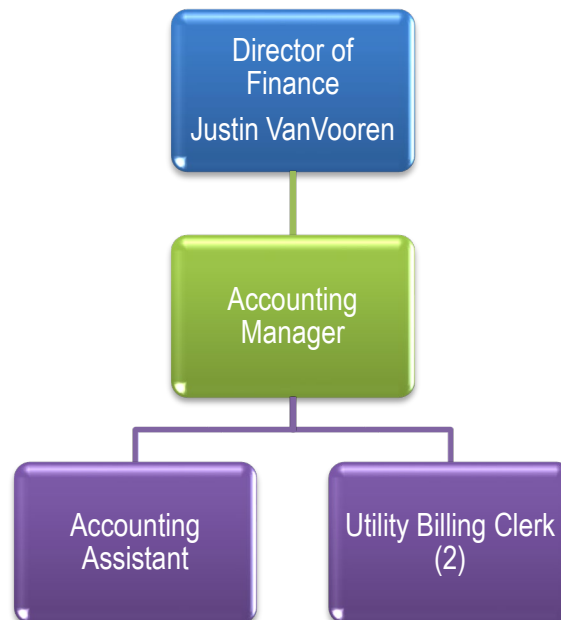 Director of
Finance
Justin VanVooren
Accounting
Manager
Accounting
Assistant
Utility Billing Clerk
(2)